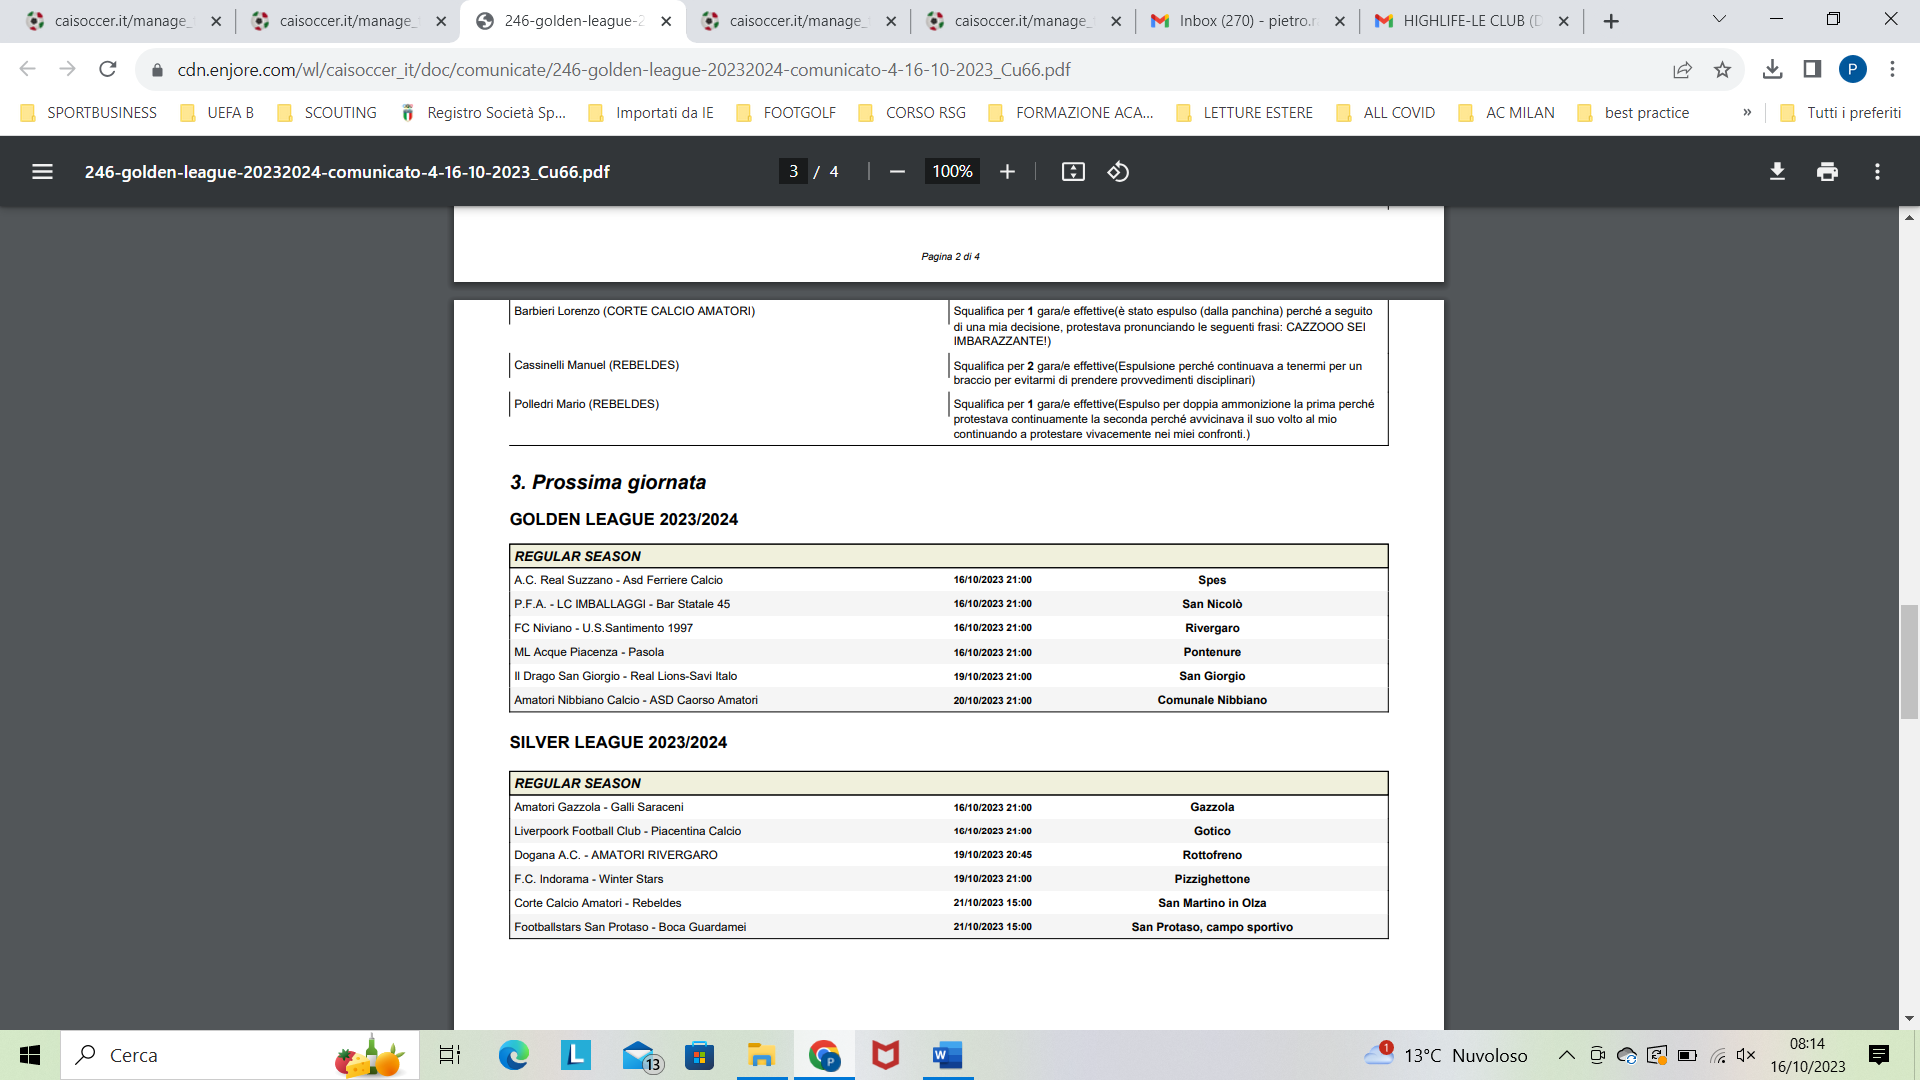 caisoccer.it/manage_
caisoccer.it/manage_
246-golden-league-2
caisoccer.it/manage_
caisoccer.it/manage_
Inbox (270) - pietro.r
HIGHLIFE-LE CLUB (D
cdn.enjore.com/wl/caisoccer_it/doc/comunicate/246-golden-league-20232024-comunicato-4-16-10-2023_Cu66.pdf
P
SPORTBUSINESS
UEFA B
SCOUTING
Registro Società Sp...
Importati da IE
FOOTGOLF
CORSO RSG
FORMAZIONE ACA...
LETTURE ESTERE
ALL COVID
AC MILAN
best practice
»
Tutti i preferiti
246-golden-league-20232024-comunicato-4-16-10-2023_Cu66.pdf
3 / 4
100%
Pagina 2 di 4
Barbieri Lorenzo (CORTE CALCIO AMATORI)
Squalifica per 1 gara/e effettive(è stato espulso (dalla panchina) perché a seguito
di una mia decisione, protestava pronunciando le seguenti frasi: CAZZOOO SEI
IMBARAZZANTE!)
Cassinelli Manuel (REBELDES)
Squalifica per 2 gara/e effettive(Espulsione perché continuava a tenermi per un
braccio per evitarmi di prendere provvedimenti disciplinari)
Polledri Mario (REBELDES)
Squalifica per 1 gara/e effettive(Espulso per doppia ammonizione la prima perché
protestava continuamente la seconda perché avvicinava il suo volto al mio
continuando a protestare vivacemente nei miei confronti.)
3. Prossima giornata
GOLDEN LEAGUE 2023/2024
REGULAR SEASON
A.C. Real Suzzano - Asd Ferriere Calcio 16/10/2023 21:00 Spes
P.F.A. - LC IMBALLAGGI - Bar Statale 45 16/10/2023 21:00 San Nicolò
FC Niviano - U.S.Santimento 1997 16/10/2023 21:00 Rivergaro
ML Acque Piacenza - Pasola 16/10/2023 21:00 Pontenure
Il Drago San Giorgio - Real Lions-Savi Italo 19/10/2023 21:00 San Giorgio
Amatori Nibbiano Calcio - ASD Caorso Amatori 20/10/2023 21:00 Comunale Nibbiano
SILVER LEAGUE 2023/2024
REGULAR SEASON
Amatori Gazzola - Galli Saraceni 16/10/2023 21:00 Gazzola
Liverpoork Football Club - Piacentina Calcio 16/10/2023 21:00 Gotico
Dogana A.C. - AMATORI RIVERGARO 19/10/2023 20:45 Rottofreno
F.C. Indorama - Winter Stars 19/10/2023 21:00 Pizzighettone
Corte Calcio Amatori - Rebeldes 21/10/2023 15:00 San Martino in Olza
Footballstars San Protaso - Boca Guardamei 21/10/2023 15:00 San Protaso, campo sportivo
Cerca
L
13
P
W
1
13°C Nuvoloso
08:14
16/10/2023